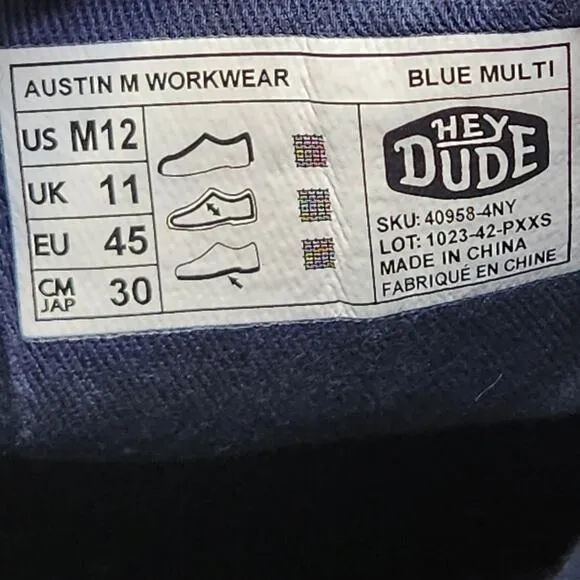 AUSTIN M WORKWEAR BLUE MULTI
US M12
UK 11
EU 45
CM JAP 30
HEY
DUDE
SKU: 40958-4NY
LOT: 1023-42-PXXS
MADE IN CHINA
FABRIQUÉ EN CHINE